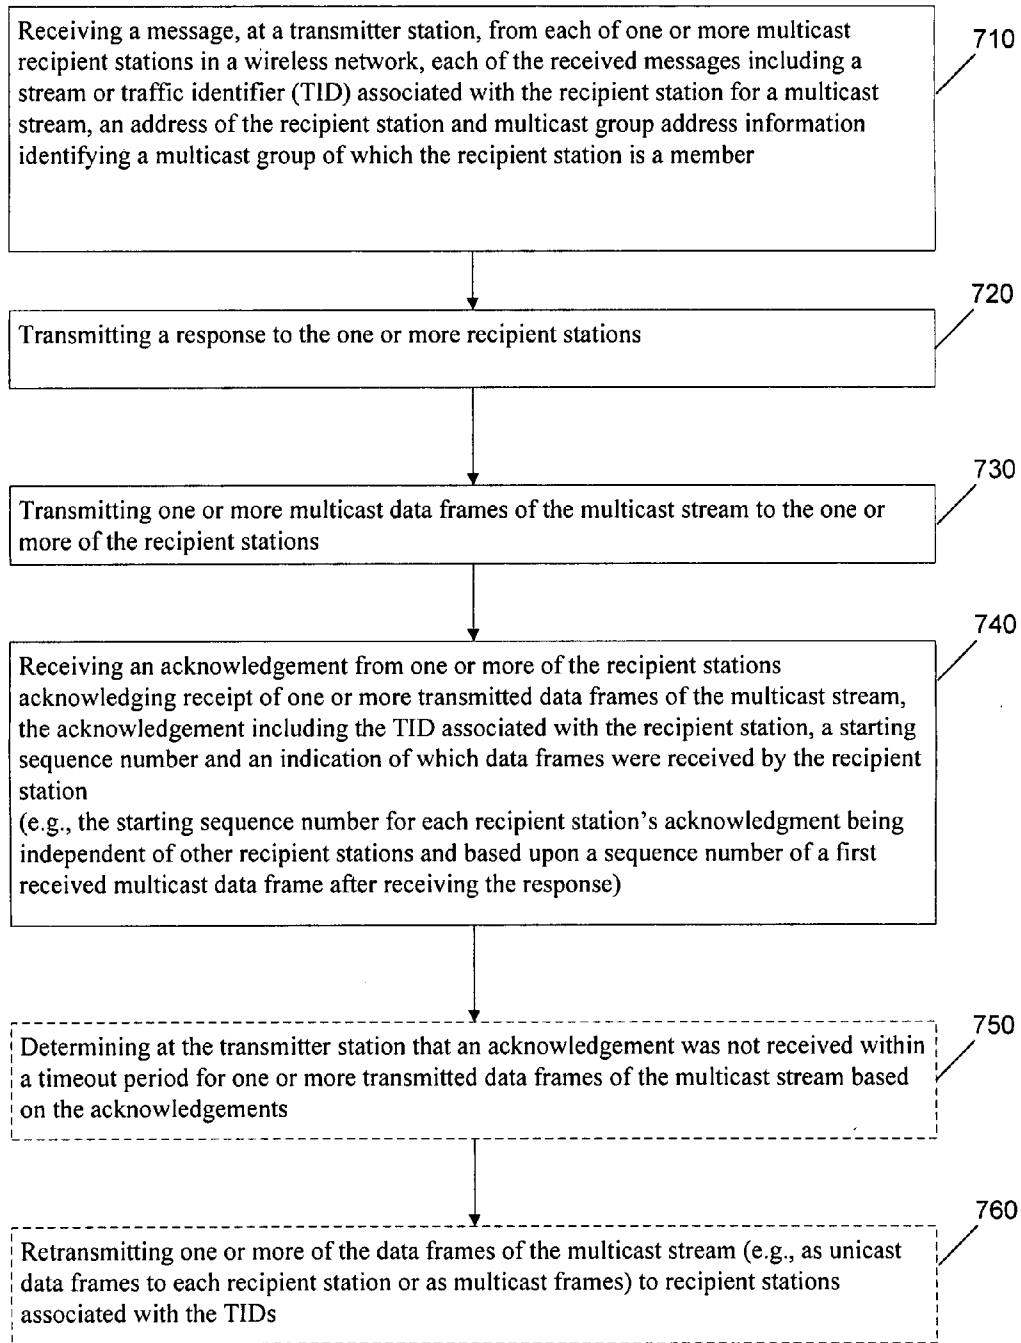 Receiving a message, at a transmitter station, from each of one or more multicast
recipient stations in a wireless network, each of the received messages including a
stream or traffic identifier (TID) associated with the recipient station for a multicast
stream, an address of the recipient station and multicast group address information
identifying a multicast group of which the recipient station is a member
710
Transmitting a response to the one or more recipient stations
720
Transmitting one or more multicast data frames of the multicast stream to the one or
more of the recipient stations
730
Receiving an acknowledgement from one or more of the recipient stations
acknowledging receipt of one or more transmitted data frames of the multicast stream,
the acknowledgement including the TID associated with the recipient station, a starting
sequence number and an indication of which data frames were received by the recipient
station
(e.g., the starting sequence number for each recipient station’s acknowledgment being
independent of other recipient stations and based upon a sequence number of a first
received multicast data frame after receiving the response)
740
Determining at the transmitter station that an acknowledgement was not received within
a timeout period for one or more transmitted data frames of the multicast stream based
on the acknowledgements
750
Retransmitting one or more of the data frames of the multicast stream (e.g., as unicast
data frames to each recipient station or as multicast frames) to recipient stations
associated with the TIDs
760